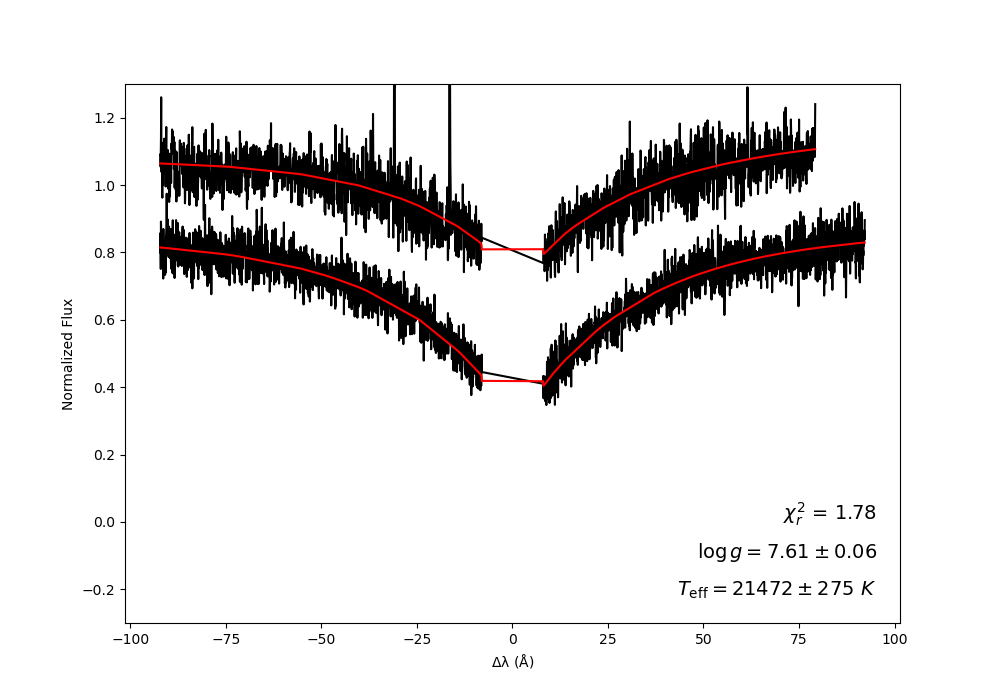 1.2
1.0
0.8
0.6
0.4
0.2
0.0
−0.2
Normalized Flux
χ²ᵣ = 1.78
log g = 7.61 ± 0.06
T_eff = 21472 ± 275 K
−100 −75 −50 −25 0 25 50 75 100
Δλ (Å)